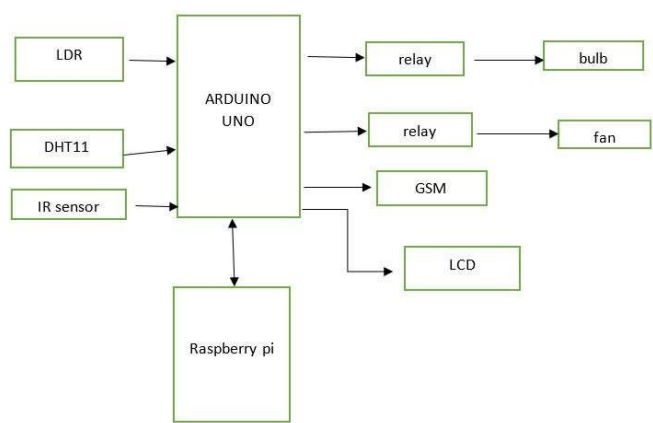 LDR
relay
bulb
ARDUINO
UNO
DHT11
relay
fan
IR sensor
GSM
LCD
Raspberry pi